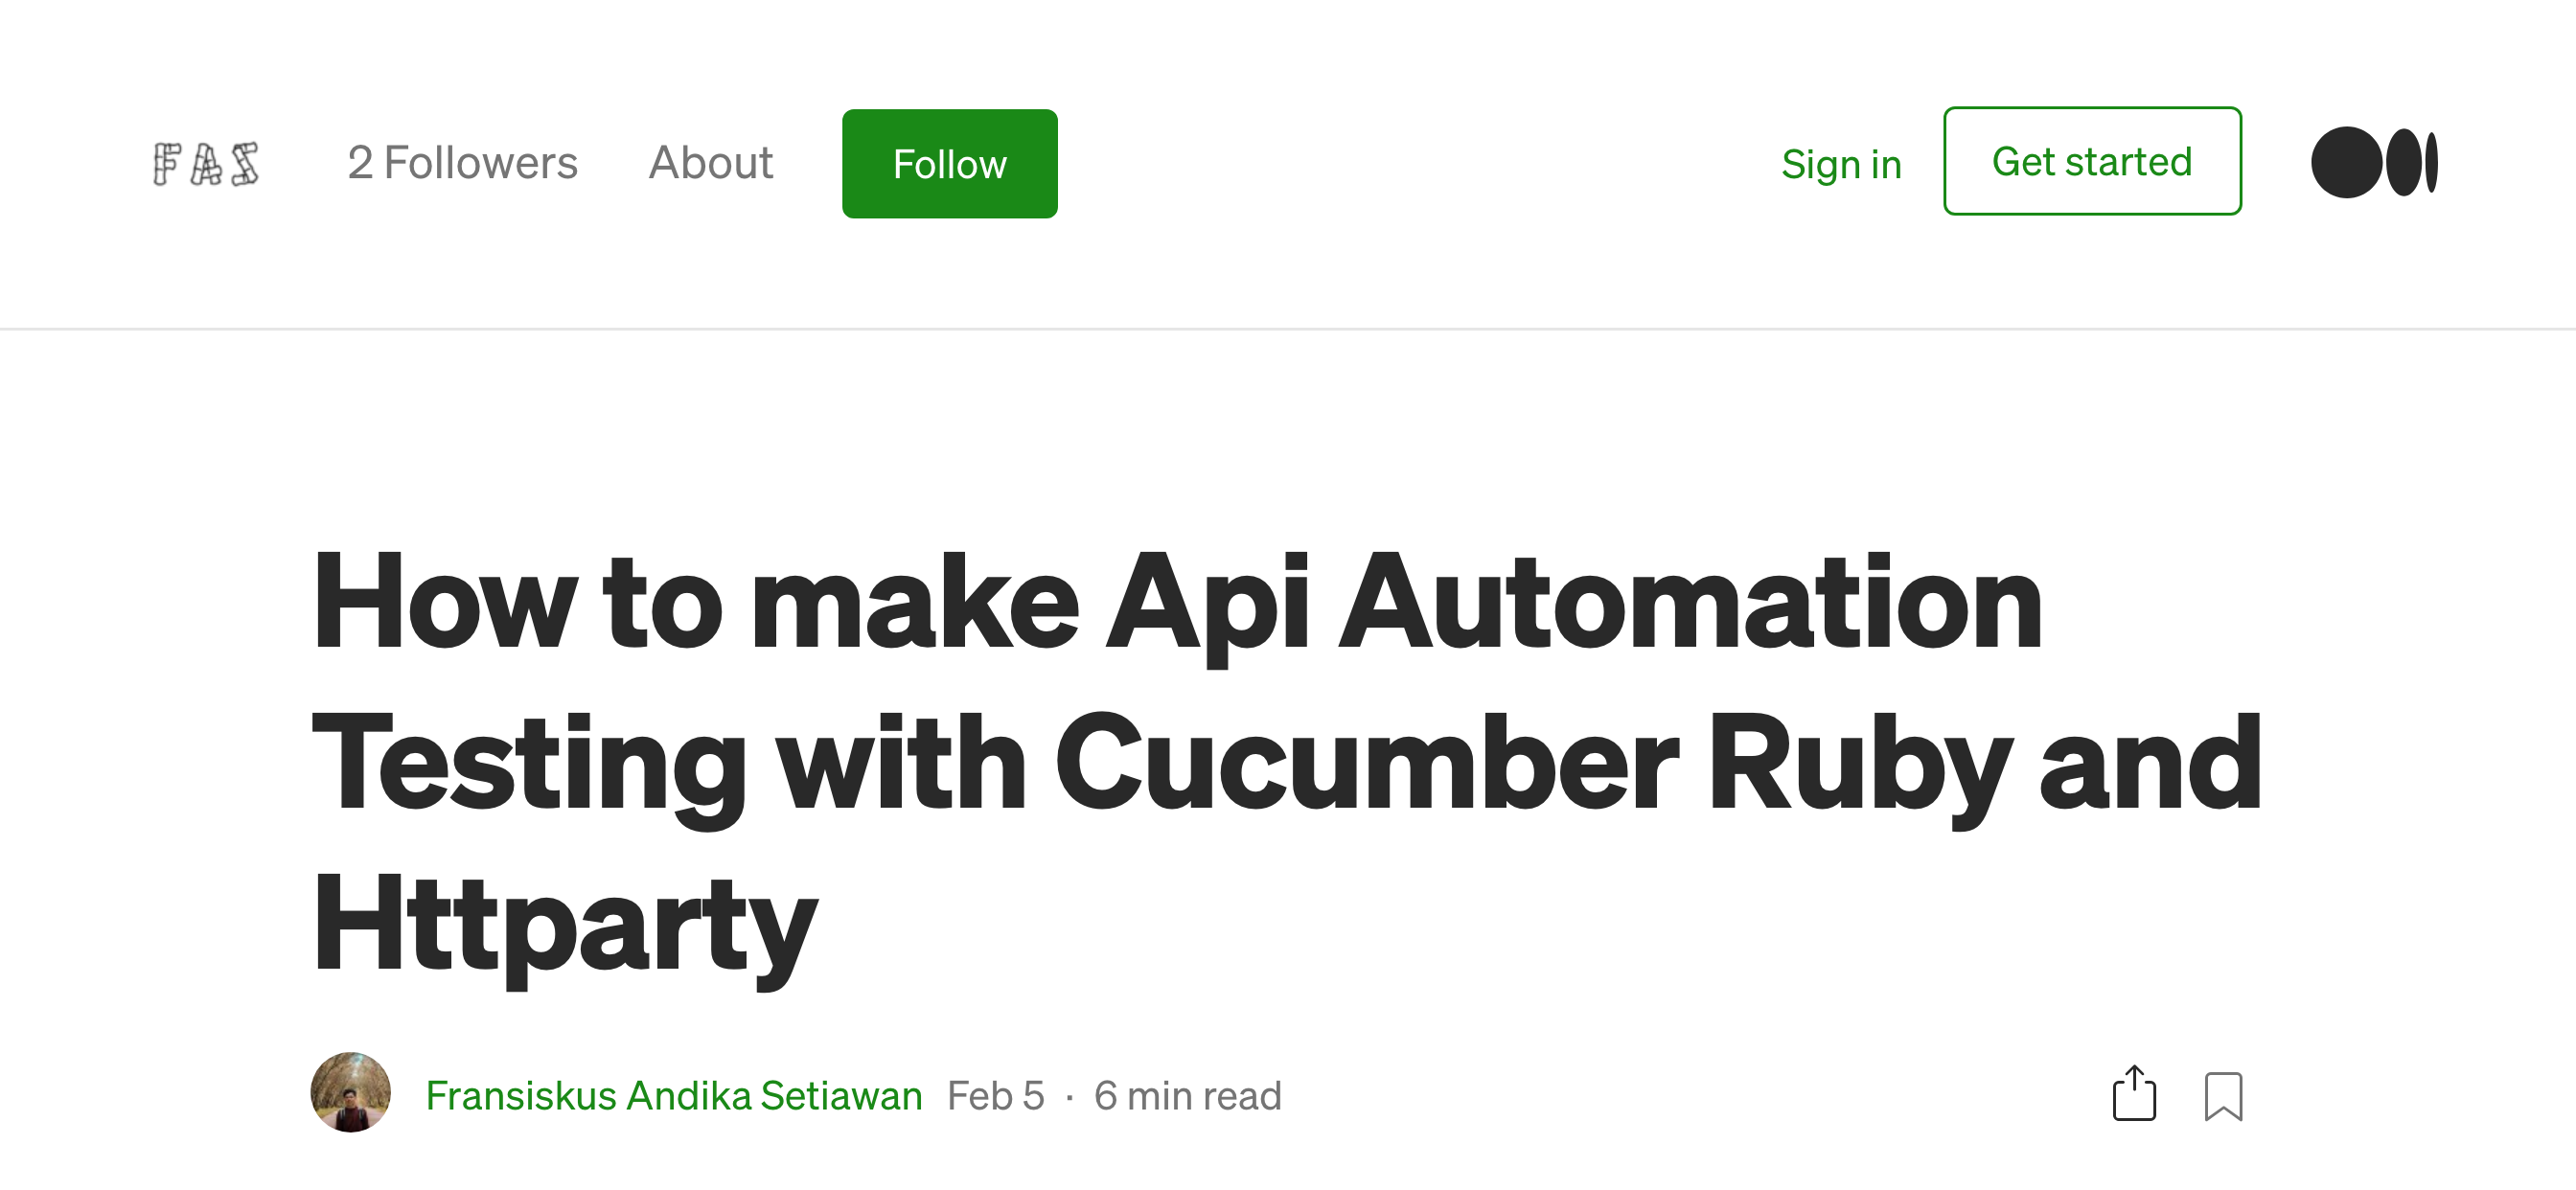 FAS 2 Followers About Follow Sign in Get started
How to make Api Automation
Testing with Cucumber Ruby and
Httparty
Fransiskus Andika Setiawan Feb 5 · 6 min read